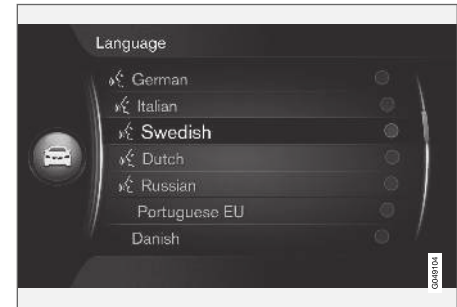 Language
German
Italian
Swedish
Dutch
Russian
Portuguese EU
Danish
G049104